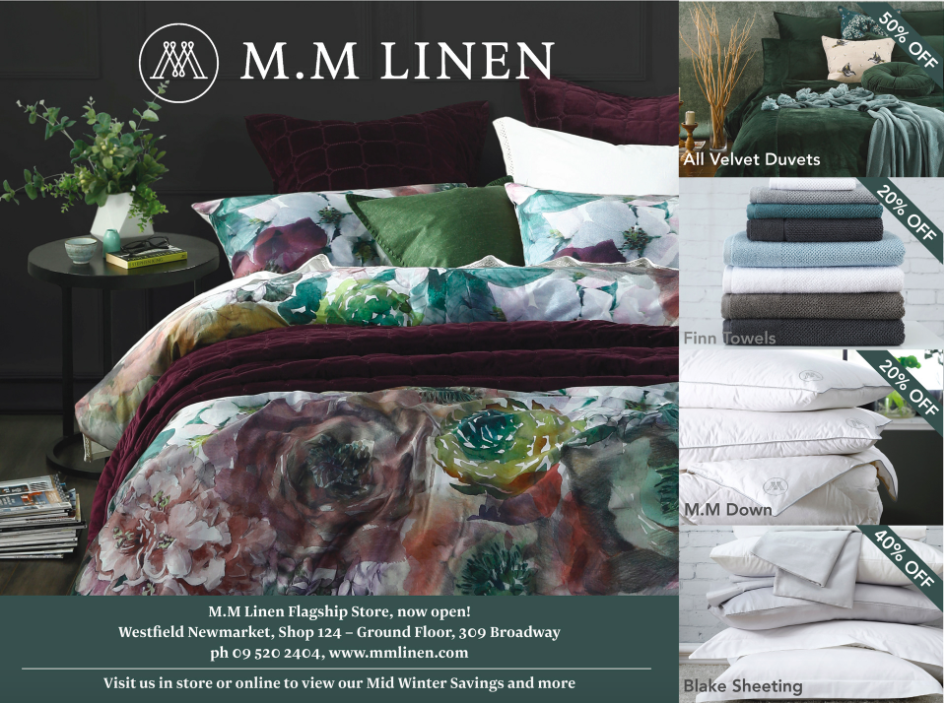 M.M LINEN
50% OFF
All Velvet Duvets
20% OFF
Finn Towels
20% OFF
M.M Down
40% OFF
Blake Sheeting
M.M Linen Flagship Store, now open!
Westfield Newmarket, Shop 124 – Ground Floor, 309 Broadway
ph 09 520 2404, www.mmlinen.com
Visit us in store or online to view our Mid Winter Savings and more